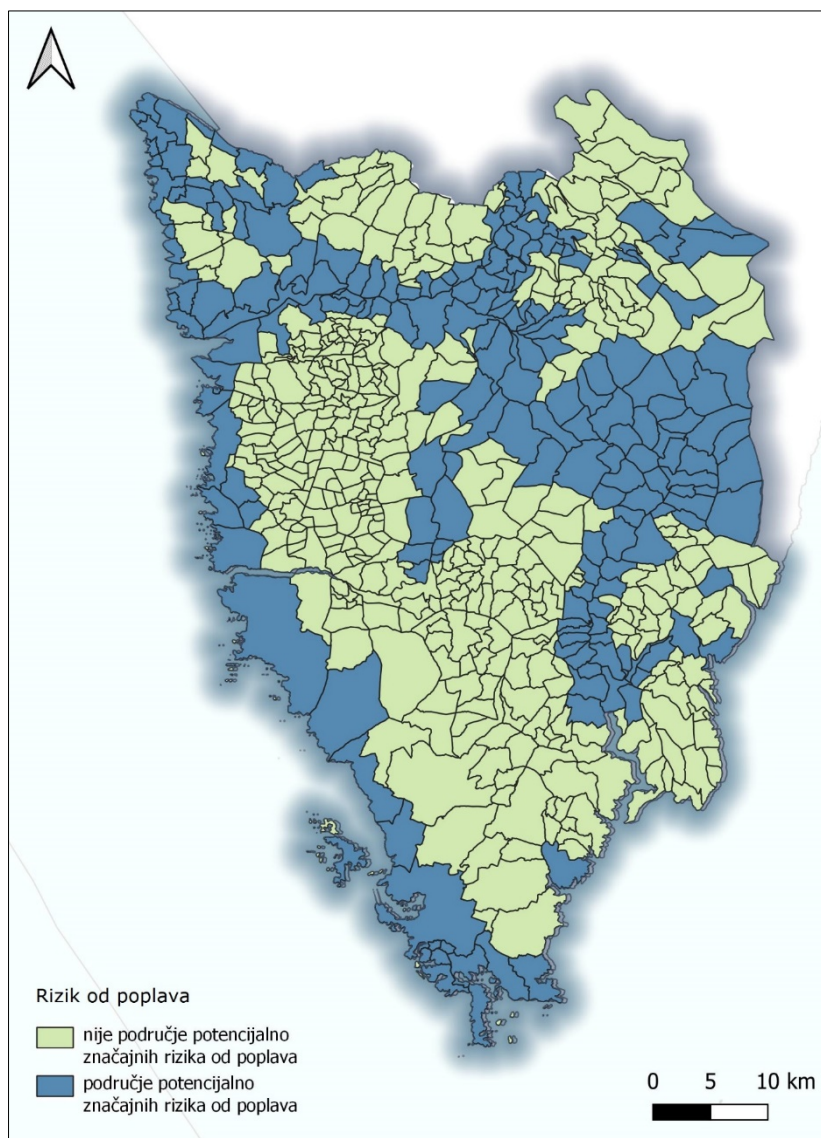 Rizik od poplava
nije područje potencijalno
značajnih rizika od poplava
područje potencijalno
značajnih rizika od poplava
0 5 10 km